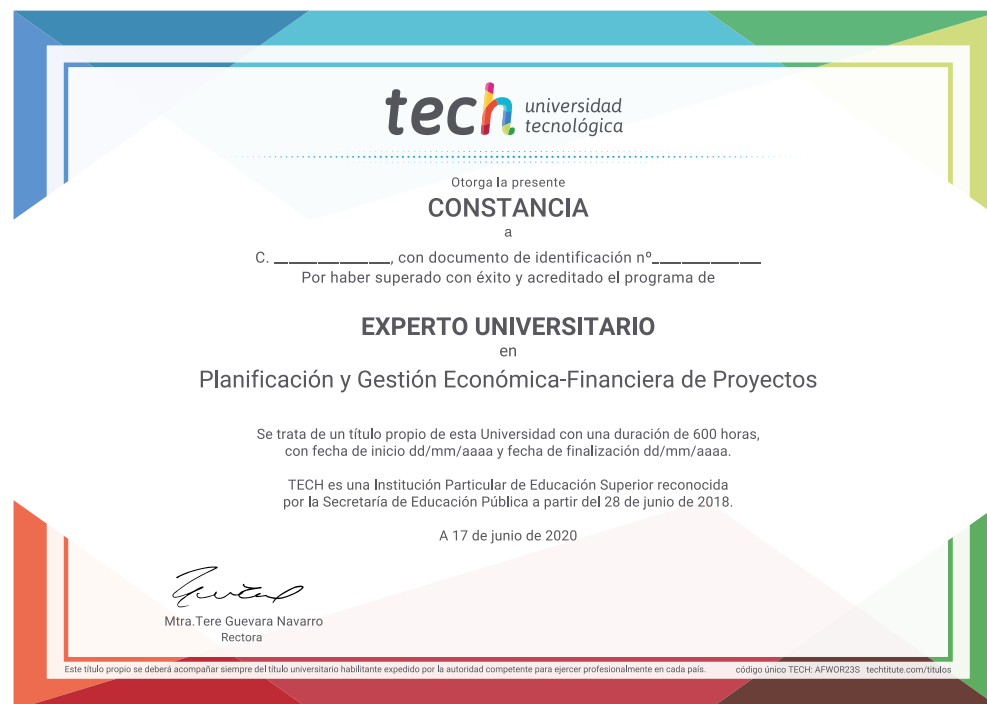 tech universidad
tecnológica
Otorga la presente
CONSTANCIA
a
C. ______________, con documento de identificación nº_____________
Por haber superado con éxito y acreditado el programa de
EXPERTO UNIVERSITARIO
en
Planificación y Gestión Económica-Financiera de Proyectos
Se trata de un título propio de esta Universidad con una duración de 600 horas,
con fecha de inicio dd/mm/aaaa y fecha de finalización dd/mm/aaaa.
TECH es una Institución Particular de Educación Superior reconocida
por la Secretaría de Educación Pública a partir del 28 de junio de 2018.
A 17 de junio de 2020
Mtra.Tere Guevara Navarro
Rectora
Este título propio se deberá acompañar siempre del título universitario habilitante expedido por la autoridad competente para ejercer profesionalmente en cada país. código único TECH: AFWOR23S techtitute.com/titulos